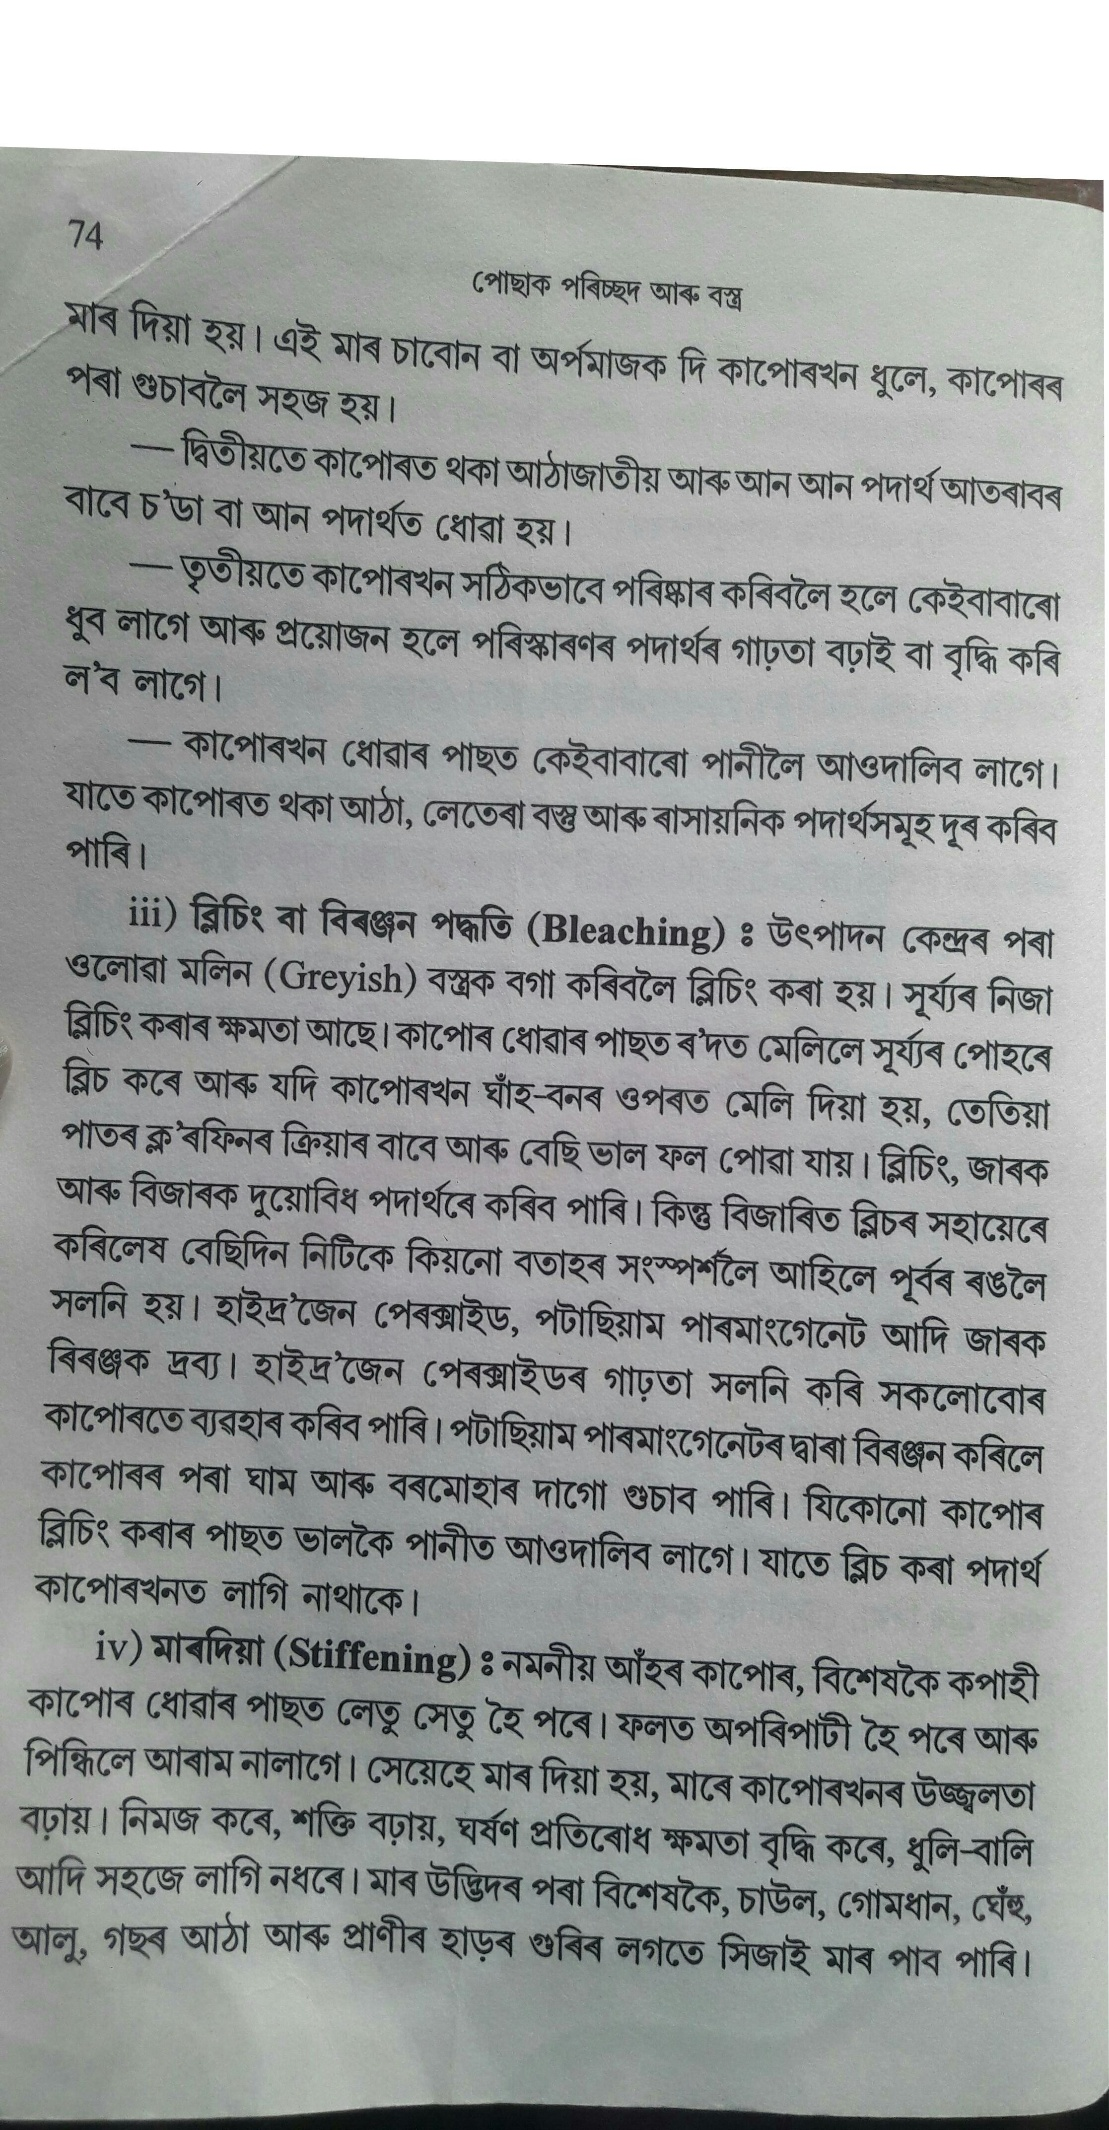 74
পোছাক পৰিচ্ছদ আৰু বস্ত্ৰ
মাৰ দিয়া হয়। এই মাৰ চাবোন বা অৰ্পমাজক দি কাপোৰখন ধুলে, কাপোৰৰ
পৰা গুচাবলৈ সহজ হয়।
— দ্বিতীয়তে কাপোৰত থকা আঠাজাতীয় আৰু আন আন পদাৰ্থ আতৰাবৰ
বাবে চ'ডা বা আন পদাৰ্থত ধোৱা হয়।
— তৃতীয়তে কাপোৰখন সঠিকভাবে পৰিষ্কাৰ কৰিবলৈ হলে কেইবাবাৰো
ধুব লাগে আৰু প্ৰয়োজন হলে পৰিস্কাৰণৰ পদাৰ্থৰ গাঢ়তা বঢ়াই বা বৃদ্ধি কৰি
ল'ব লাগে।
— কাপোৰখন ধোৱাৰ পাছত কেইবাবাৰো পানীলৈ আওদালিব লাগে।
যাতে কাপোৰত থকা আঠা, লেতেৰা বস্তু আৰু ৰাসায়নিক পদাৰ্থসমূহ দূৰ কৰিব
পাৰি।
iii) ব্লিচিং বা বিৰঞ্জন পদ্ধতি (Bleaching) ঃ উৎপাদন কেন্দ্ৰৰ পৰা
ওলোৱা মলিন (Greyish) বস্ত্ৰক বগা কৰিবলৈ ব্লিচিং কৰা হয়। সূৰ্য্যৰ নিজা
ব্লিচিং কৰাৰ ক্ষমতা আছে। কাপোৰ ধোৱাৰ পাছত ৰ'দত মেলিলে সূৰ্য্যৰ পোহৰে
ব্লিচ কৰে আৰু যদি কাপোৰখন ঘাঁহ-বনৰ ওপৰত মেলি দিয়া হয়, তেতিয়া
পাতৰ ক্ল'ৰফিনৰ ক্ৰিয়াৰ বাবে আৰু বেছি ভাল ফল পোৱা যায়। ব্লিচিং, জাৰক
আৰু বিজাৰক দুয়োবিধ পদাৰ্থৰে কৰিব পাৰি। কিন্তু বিজাৰিত ব্লিচৰ সহায়েৰে
কৰিলেষ বেছিদিন নিটিকে কিয়নো বতাহৰ সংস্পৰ্শলৈ আহিলে পূৰ্বৰ ৰঙলৈ
সলনি হয়। হাইদ্ৰ'জেন পেৰক্সাইড, পটাছিয়াম পাৰমাংগেনেট আদি জাৰক
ৰিৰঞ্জক দ্ৰব্য। হাইদ্ৰ'জেন পেৰক্সাইডৰ গাঢ়তা সলনি কৰি সকলোবোৰ
কাপোৰতে ব্যৱহাৰ কৰিব পাৰি। পটাছিয়াম পাৰমাংগেনেটৰ দ্বাৰা বিৰঞ্জন কৰিলে
কাপোৰৰ পৰা ঘাম আৰু বৰমোহাৰ দাগো গুচাব পাৰি। যিকোনো কাপোৰ
ব্লিচিং কৰাৰ পাছত ভালকৈ পানীত আওদালিব লাগে। যাতে ব্লিচ কৰা পদাৰ্থ
কাপোৰখনত লাগি নাথাকে।
iv) মাৰদিয়া (Stiffening) ঃ নমনীয় আঁহৰ কাপোৰ, বিশেষকৈ কপাহী
কাপোৰ ধোৱাৰ পাছত লেতু সেতু হৈ পৰে। ফলত অপৰিপাটী হৈ পৰে আৰু
পিন্ধিলে আৰাম নালাগে। সেয়েহে মাৰ দিয়া হয়, মাৰে কাপোৰখনৰ উজ্জ্বলতা
বঢ়ায়। নিমজ কৰে, শক্তি বঢ়ায়, ঘৰ্ষণ প্ৰতিৰোধ ক্ষমতা বৃদ্ধি কৰে, ধুলি-বালি
আদি সহজে লাগি নধৰে। মাৰ উদ্ভিদৰ পৰা বিশেষকৈ, চাউল, গোমধান, ঘেঁহু,
আলু, গছৰ আঠা আৰু প্ৰাণীৰ হাড়ৰ গুৰিৰ লগতে সিজাই মাৰ পাব পাৰি।